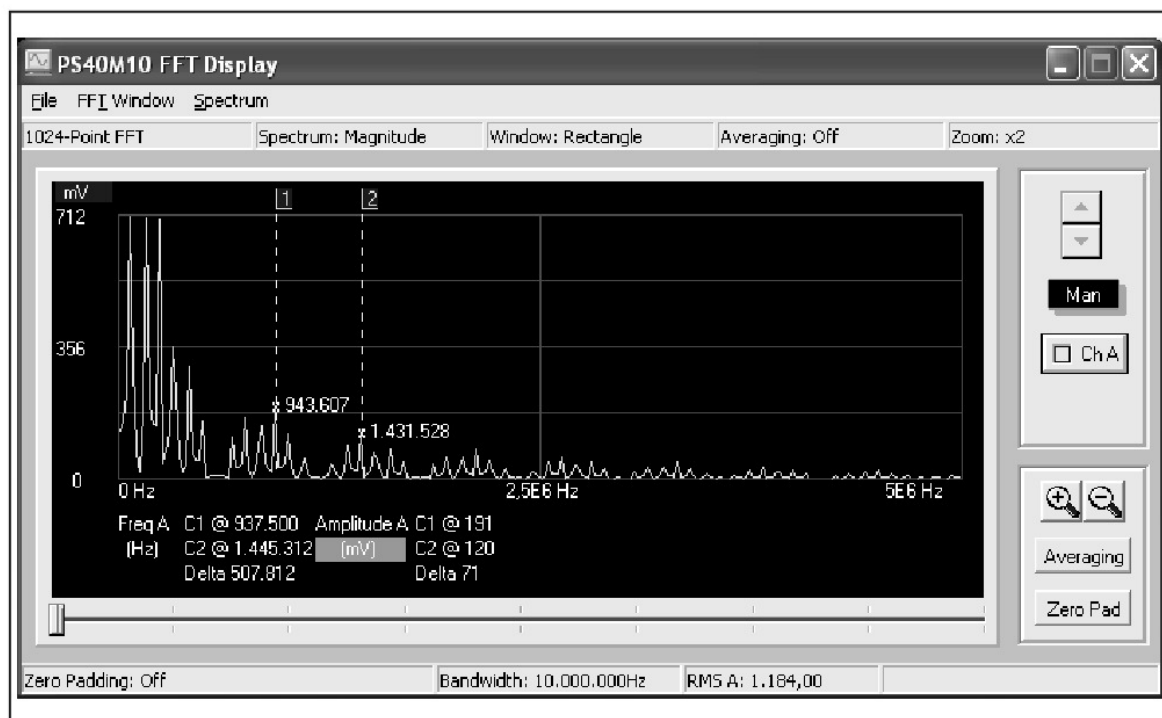 PS40M10 FFT Display
File FFT Window Spectrum
1024-Point FFT Spectrum: Magnitude Window: Rectangle Averaging: Off Zoom: x2
mV
712
1 2
356
943.607
1.431.528
0
0 Hz 2,5E6 Hz 5E6 Hz
Freq A C1 @ 937.500 Amplitude A C1 @ 191
(Hz) C2 @ 1.445.312 (mV) C2 @ 120
Delta 507.812 Delta 71
Man
Ch A
Averaging
Zero Pad
Zero Padding: Off Bandwidth: 10.000.000Hz RMS A: 1.184,00